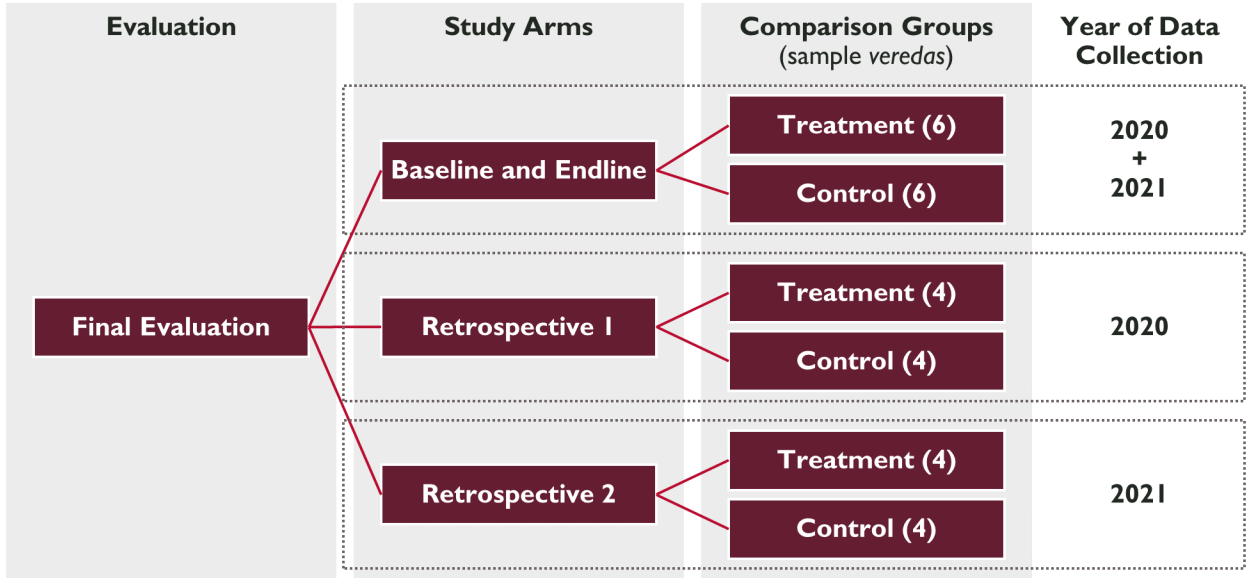 Evaluation
Study Arms
Comparison Groups
(sample veredas)
Year of Data
Collection
Final Evaluation
Baseline and Endline
Treatment (6)
Control (6)
2020
+
2021
Retrospective 1
Treatment (4)
Control (4)
2020
Retrospective 2
Treatment (4)
Control (4)
2021